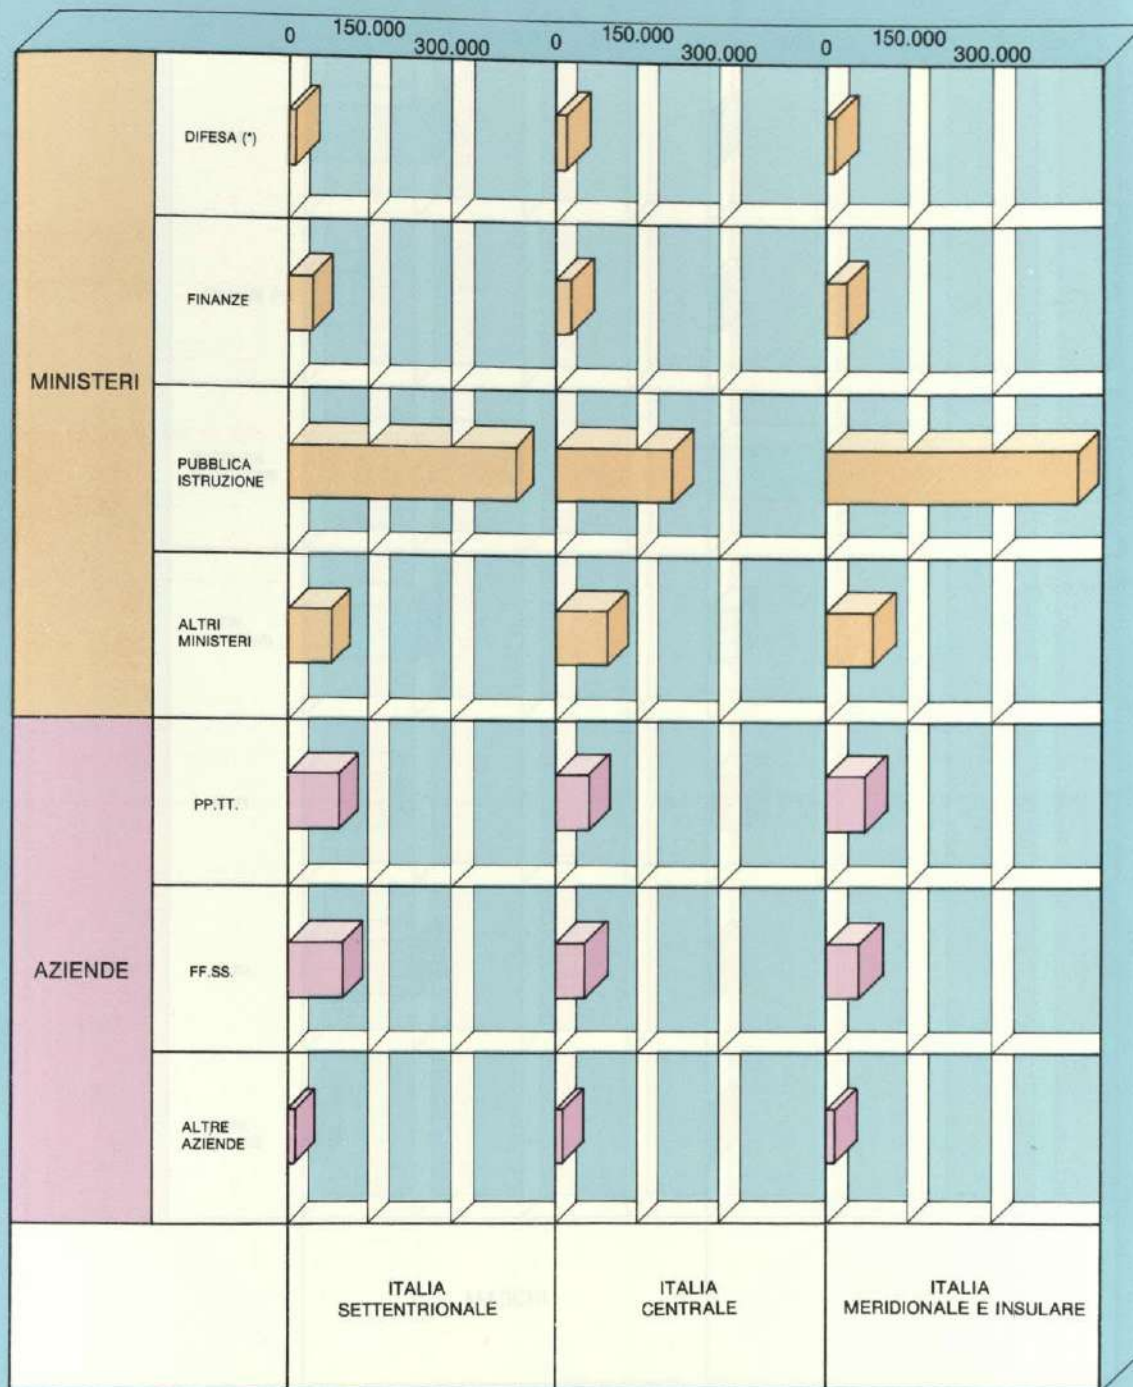 0 150.000 300.000 0 150.000 300.000 0 150.000 300.000
MINISTERI
DIFESA (*)
FINANZE
PUBBLICA
ISTRUZIONE
ALTRI
MINISTERI
AZIENDE
PP.TT.
FF.SS.
ALTRE
AZIENDE
ITALIA
SETTENTRIONALE
ITALIA
CENTRALE
ITALIA
MERIDIONALE E INSULARE